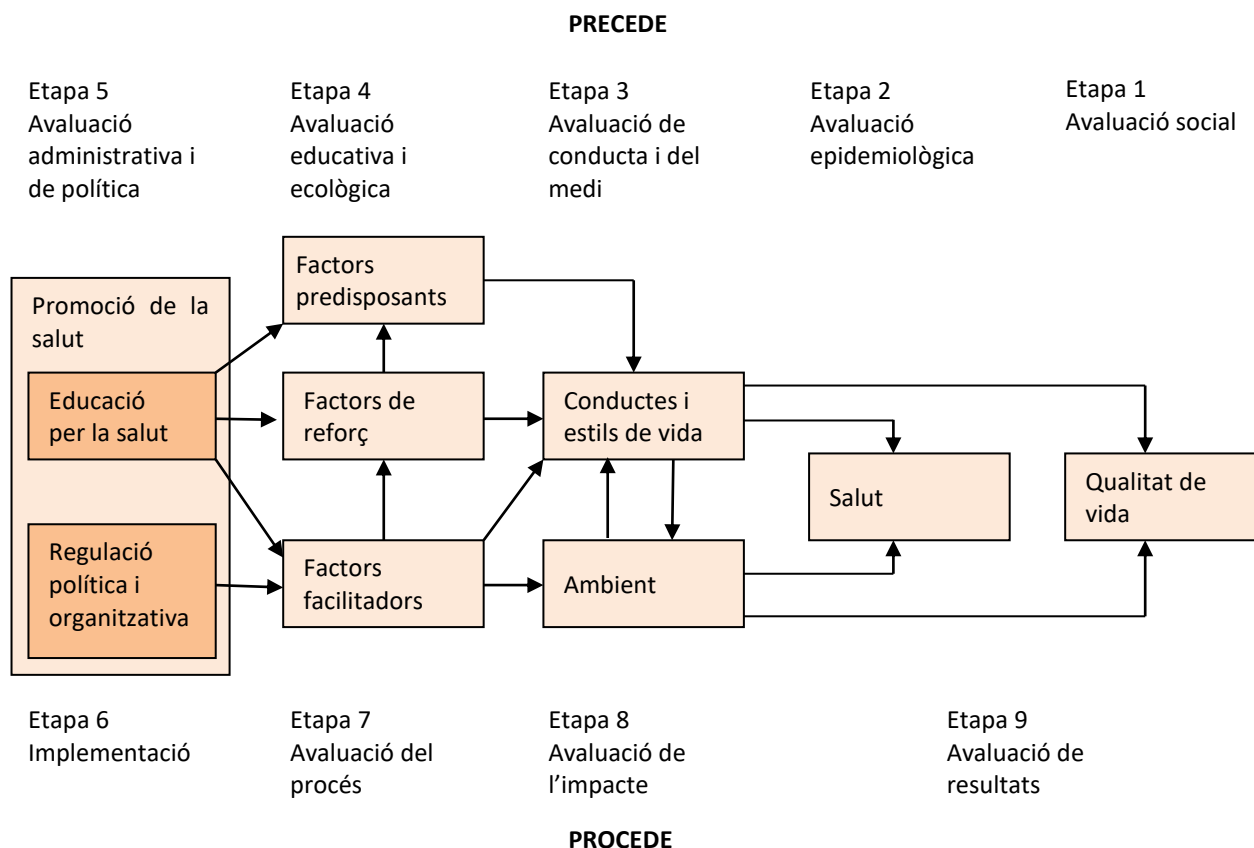 PRECEDE
Etapa 5
Avaluació
administrativa i
de política
Etapa 4
Avaluació
educativa i
ecològica
Etapa 3
Avaluació de
conducta i del
medi
Etapa 2
Avaluació
epidemiològica
Etapa 1
Avaluació social
Promoció de la
salut
Educació
per la salut
Regulació
política i
organitzativa
Factors
predisposants
Factors de
reforç
Factors
facilitadors
Conductes i
estils de vida
Ambient
Salut
Qualitat de
vida
Etapa 6
Implementació
Etapa 7
Avaluació del
procés
Etapa 8
Avaluació de
l’impacte
Etapa 9
Avaluació de
resultats
PROCEDE